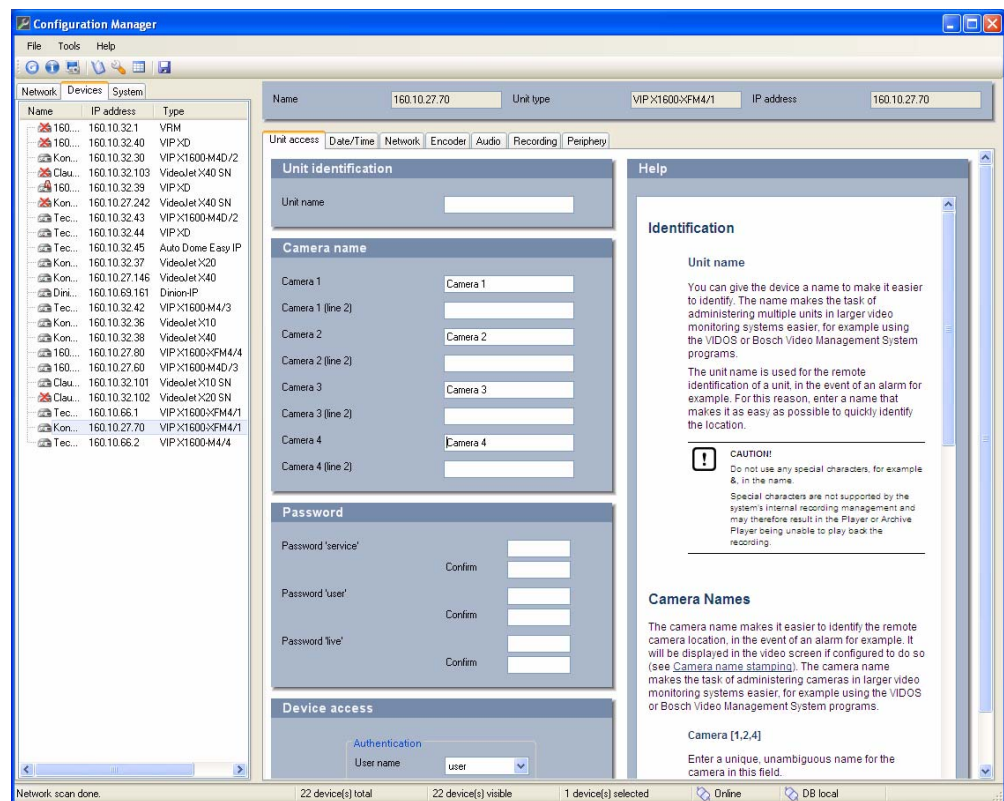 Configuration Manager
File Tools Help
Network Devices System
Name IP address Type
160.... 160.10.32.1 VRM
160.... 160.10.32.40 VIP XD
Kon... 160.10.32.30 VIP X1600-M4D/2
Clau... 160.10.32.103 VideoJet X40 SN
160.... 160.10.32.39 VIP XD
Kon... 160.10.27.242 VideoJet X40 SN
Tec... 160.10.32.43 VIP X1600-M4D/2
Tec... 160.10.32.44 VIP XD
Tec... 160.10.32.45 Auto Dome Easy IP
Kon... 160.10.32.37 VideoJet X20
Kon... 160.10.27.146 VideoJet X40
Dini... 160.10.69.161 Dinion-IP
Tec... 160.10.32.42 VIP X1600-M4/3
Kon... 160.10.32.36 VideoJet X10
Kon... 160.10.32.38 VideoJet X40
160.... 160.10.27.80 VIP X1600-XFM4/4
160.... 160.10.27.60 VIP X1600-M4D/3
Clau... 160.10.32.101 VideoJet X10 SN
Clau... 160.10.32.102 VideoJet X20 SN
Tec... 160.10.66.1 VIP X1600-XFM4/1
Kon... 160.10.27.70 VIP X1600-XFM4/1
Tec... 160.10.66.2 VIP X1600-M4/4
Name 160.10.27.70 Unit type VIP X1600-XFM4/1 IP address 160.10.27.70
Unit access Date/Time Network Encoder Audio Recording Periphery
Unit identification
Unit name
Camera name
Camera 1 Camera 1
Camera 1 (line 2)
Camera 2 Camera 2
Camera 2 (line 2)
Camera 3 Camera 3
Camera 3 (line 2)
Camera 4 Camera 4
Camera 4 (line 2)
Password
Password 'service'
Confirm
Password 'user'
Confirm
Password 'live'
Confirm
Device access
Authentication
User name user
Help
Identification
Unit name
You can give the device a name to make it easier
to identify. The name makes the task of
administering multiple units in larger video
monitoring systems easier, for example using
the VIDOS or Bosch Video Management System
programs.
The unit name is used for the remote
identification of a unit, in the event of an alarm for
example. For this reason, enter a name that
makes it as easy as possible to quickly identify
the location.
CAUTION!
Do not use any special characters, for example
&, in the name.
Special characters are not supported by the
system's internal recording management and
may therefore result in the Player or Archive
Player being unable to play back the
recording.
Camera Names
The camera name makes it easier to identify the remote
camera location, in the event of an alarm for example. It
will be displayed in the video screen if configured to do so
(see Camera name stamping). The camera name
makes the task of administering cameras in larger video
monitoring systems easier, for example using the VIDOS
or Bosch Video Management System programs.
Camera [1,2,4]
Enter a unique, unambiguous name for the
camera in this field.
Network scan done. 22 device(s) total 22 device(s) visible 1 device(s) selected Online DB local